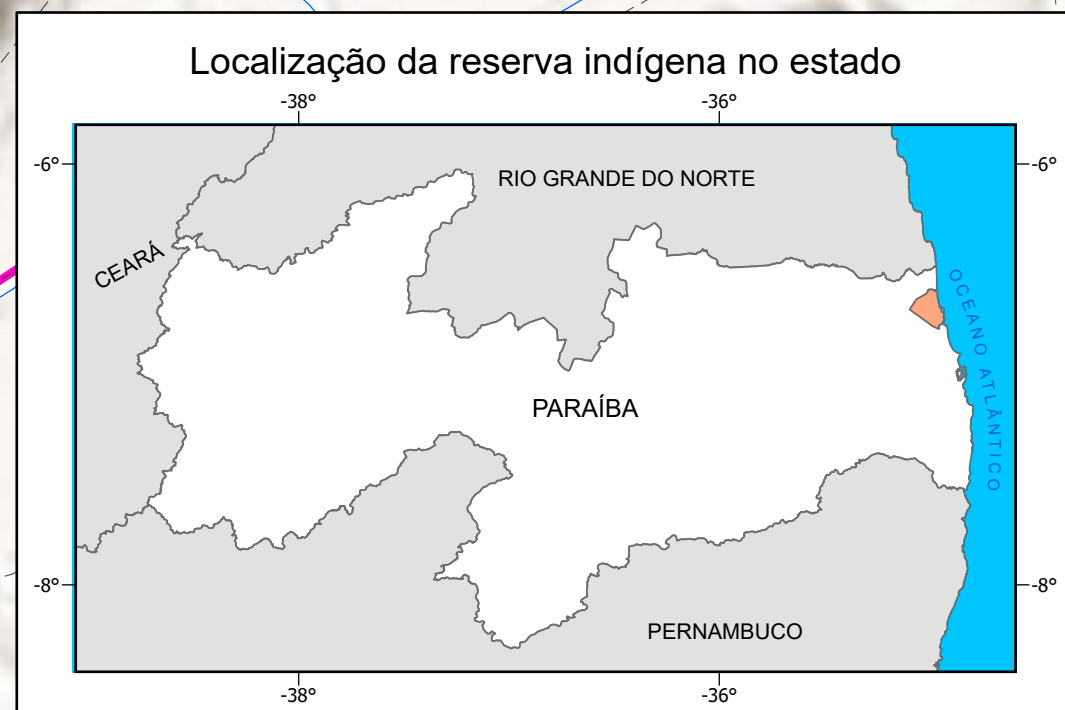 Localização da reserva indígena no estado
-38°
-36°
-6°
-6°
RIO GRANDE DO NORTE
CEARÁ
OCEANO ATLÂNTICO
PARAÍBA
-8°
-8°
PERNAMBUCO
-38°
-36°